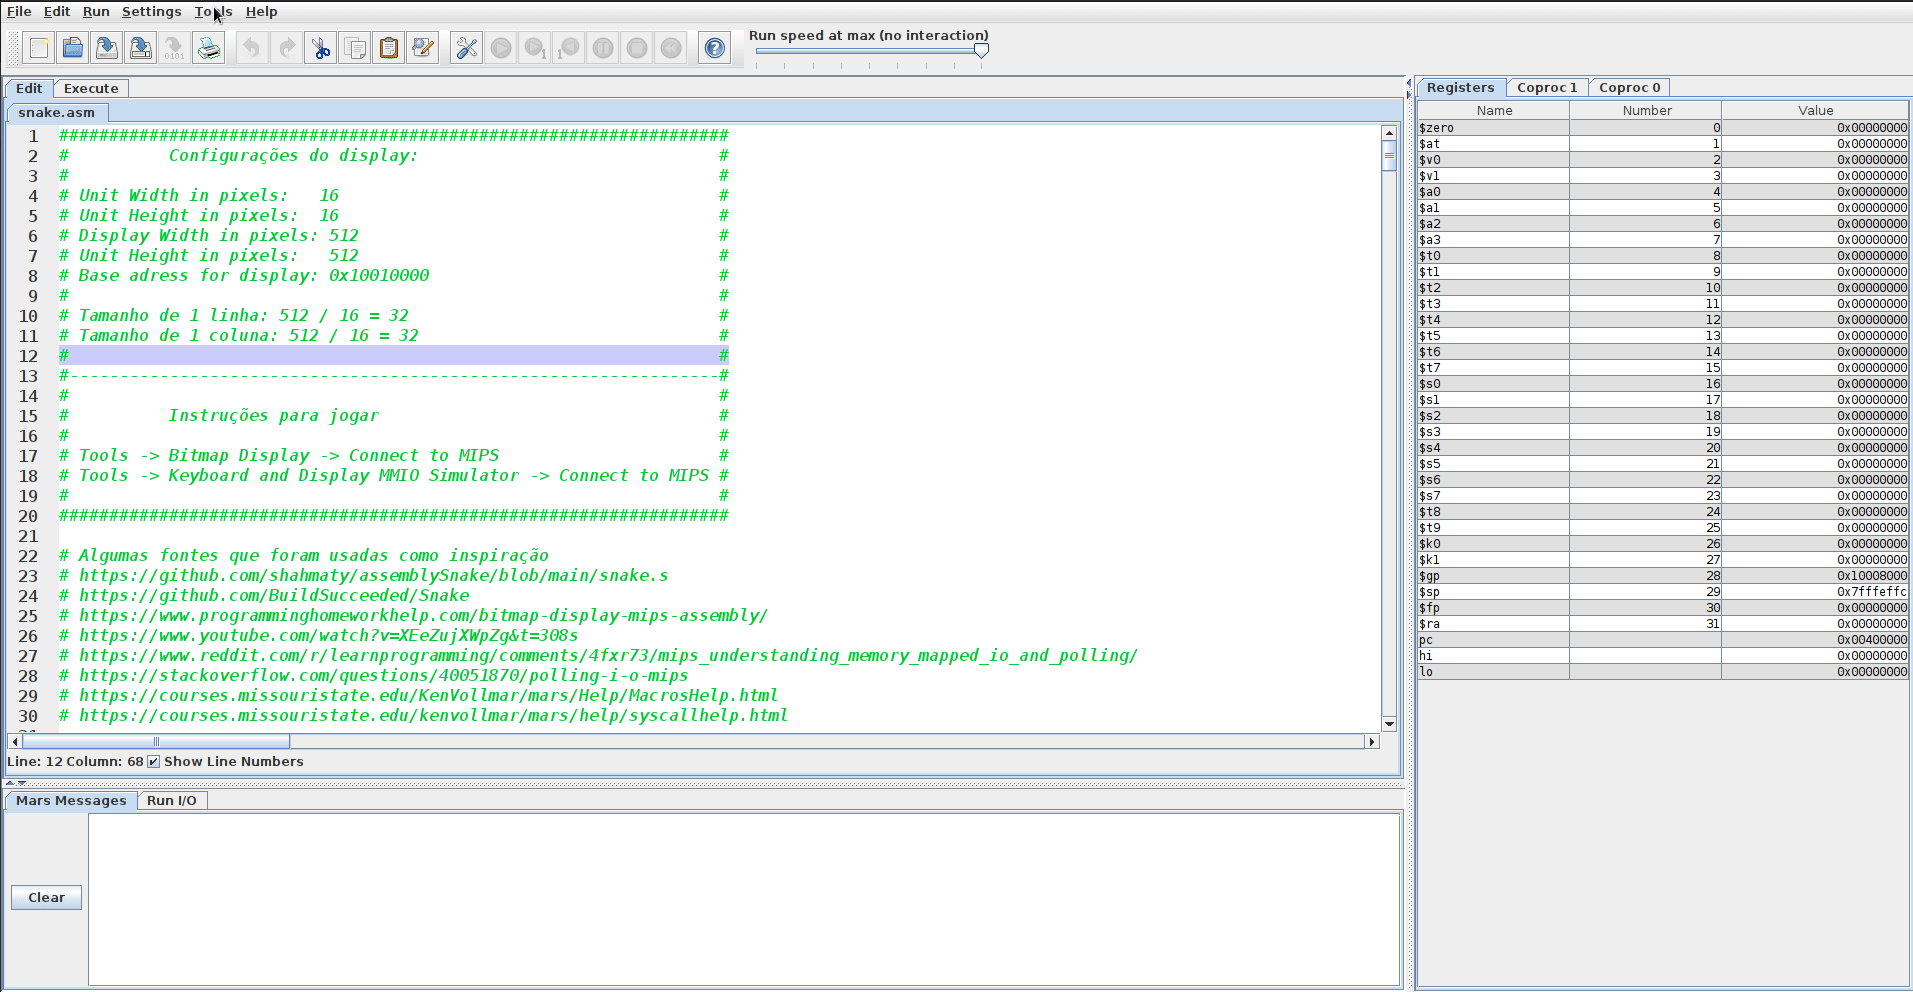 File Edit Run Settings Tools Help
Run speed at max (no interaction)
Edit Execute
snake.asm
1 ###################################################################
2 #          Configurações do display:                              #
3 #                                                                 #
4 # Unit Width in pixels:   16                                      #
5 # Unit Height in pixels:  16                                      #
6 # Display Width in pixels: 512                                    #
7 # Unit Height in pixels:   512                                    #
8 # Base adress for display: 0x10010000                             #
9 #                                                                 #
10 # Tamanho de 1 linha: 512 / 16 = 32                               #
11 # Tamanho de 1 coluna: 512 / 16 = 32                              #
12 #                                                                 #
13 #-----------------------------------------------------------------#
14 #                                                                 #
15 #          Instruções para jogar                                  #
16 #                                                                 #
17 # Tools -> Bitmap Display -> Connect to MIPS                      #
18 # Tools -> Keyboard and Display MMIO Simulator -> Connect to MIPS #
19 #                                                                 #
20 ###################################################################
21
22 # Algumas fontes que foram usadas como inspiração
23 # https://github.com/shahmaty/assemblySnake/blob/main/snake.s
24 # https://github.com/BuildSucceeded/Snake
25 # https://www.programminghomeworkhelp.com/bitmap-display-mips-assembly/
26 # https://www.youtube.com/watch?v=XEeZujXWpZg&t=308s
27 # https://www.reddit.com/r/learnprogramming/comments/4fxr73/mips_understanding_memory_mapped_io_and_polling/
28 # https://stackoverflow.com/questions/40051870/polling-i-o-mips
29 # https://courses.missouristate.edu/KenVollmar/mars/Help/MacrosHelp.html
30 # https://courses.missouristate.edu/kenvollmar/mars/help/syscallhelp.html
Line: 12 Column: 68 Show Line Numbers
Mars Messages Run I/O
Clear
Registers Coproc 1 Coproc 0
Name Number Value
$zero 0 0x00000000
$at 1 0x00000000
$v0 2 0x00000000
$v1 3 0x00000000
$a0 4 0x00000000
$a1 5 0x00000000
$a2 6 0x00000000
$a3 7 0x00000000
$t0 8 0x00000000
$t1 9 0x00000000
$t2 10 0x00000000
$t3 11 0x00000000
$t4 12 0x00000000
$t5 13 0x00000000
$t6 14 0x00000000
$t7 15 0x00000000
$s0 16 0x00000000
$s1 17 0x00000000
$s2 18 0x00000000
$s3 19 0x00000000
$s4 20 0x00000000
$s5 21 0x00000000
$s6 22 0x00000000
$s7 23 0x00000000
$t8 24 0x00000000
$t9 25 0x00000000
$k0 26 0x00000000
$k1 27 0x00000000
$gp 28 0x10008000
$sp 29 0x7fffeffc
$fp 30 0x00000000
$ra 31 0x00000000
pc 0x00400000
hi 0x00000000
lo 0x00000000